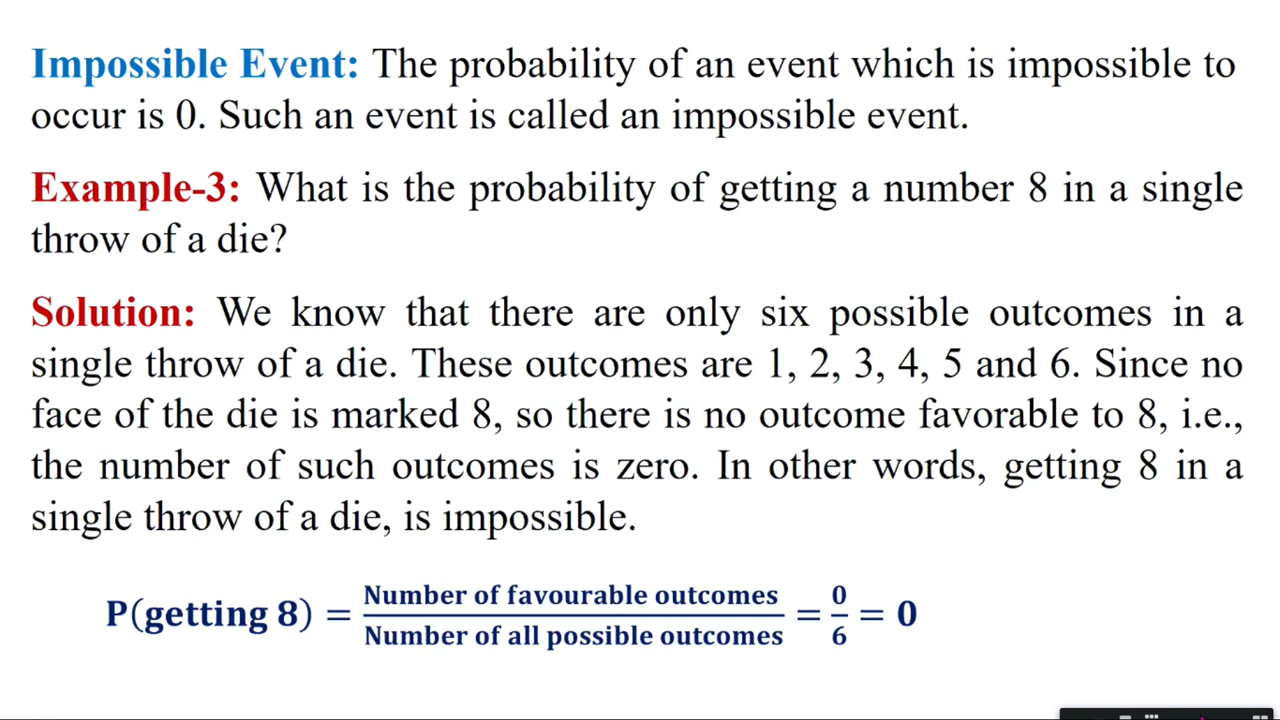 Impossible Event: The probability of an event which is impossible to
occur is 0. Such an event is called an impossible event.
Example-3: What is the probability of getting a number 8 in a single
throw of a die?
Solution: We know that there are only six possible outcomes in a
single throw of a die. These outcomes are 1, 2, 3, 4, 5 and 6. Since no
face of the die is marked 8, so there is no outcome favorable to 8, i.e.,
the number of such outcomes is zero. In other words, getting 8 in a
single throw of a die, is impossible.
P(getting 8) = Number of favourable outcomes / Number of all possible outcomes = 0/6 = 0